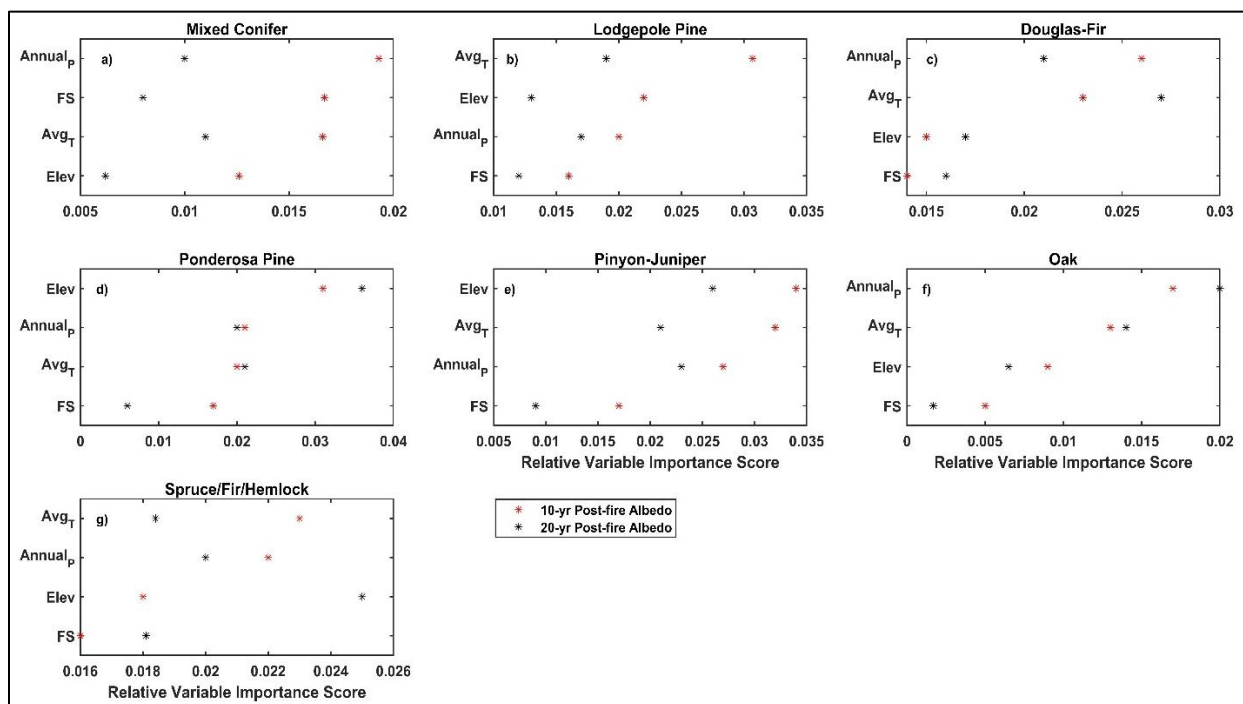 Mixed Conifer
a)
Annual_P
FS
Avg_T
Elev
0.005 0.01 0.015 0.02
Lodgepole Pine
b)
Avg_T
Elev
Annual_P
FS
0.01 0.015 0.02 0.025 0.03 0.035
Douglas-Fir
c)
Annual_P
Avg_T
Elev
FS
0.015 0.02 0.025 0.03
Ponderosa Pine
d)
Elev
Annual_P
Avg_T
FS
0 0.01 0.02 0.03 0.04
Pinyon-Juniper
e)
Elev
Avg_T
Annual_P
FS
0.005 0.01 0.015 0.02 0.025 0.03 0.035
Relative Variable Importance Score
Oak
f)
Annual_P
Avg_T
Elev
FS
0 0.005 0.01 0.015 0.02
Relative Variable Importance Score
Spruce/Fir/Hemlock
g)
Avg_T
Annual_P
Elev
FS
0.016 0.018 0.02 0.022 0.024 0.026
Relative Variable Importance Score
10-yr Post-fire Albedo
20-yr Post-fire Albedo